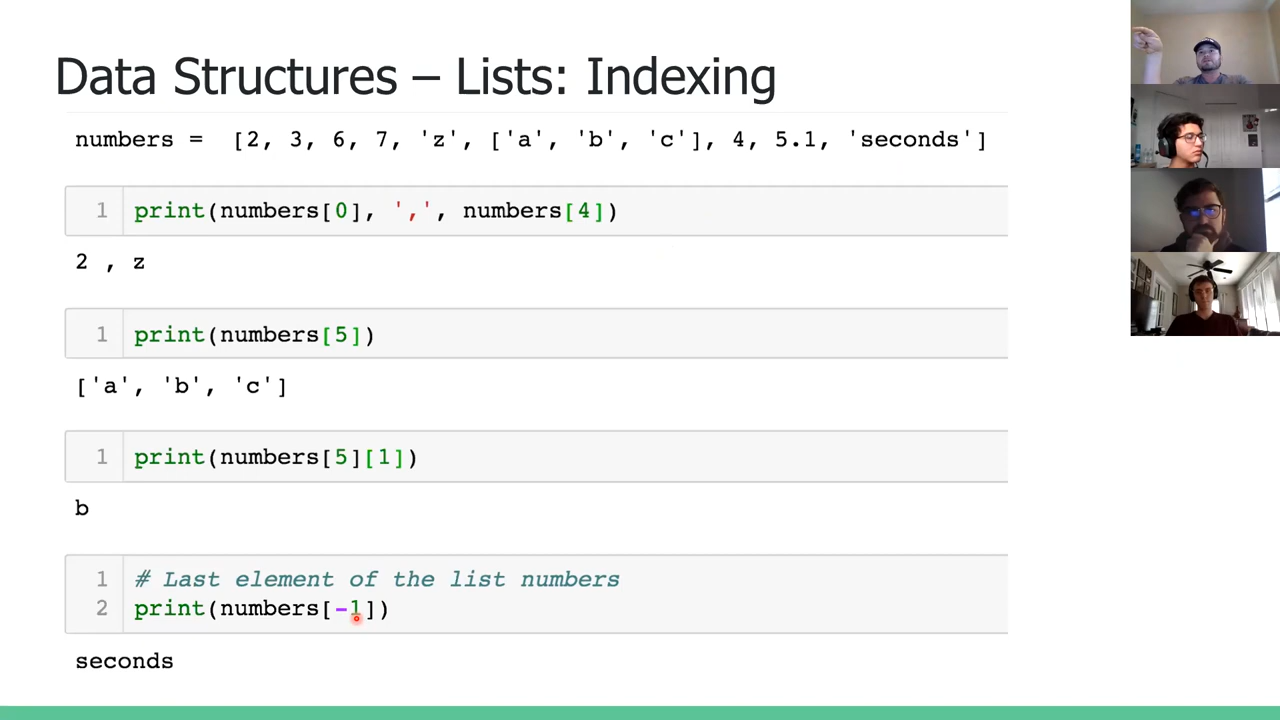 Data Structures – Lists: Indexing
numbers = [2, 3, 6, 7, 'z', ['a', 'b', 'c'], 4, 5.1, 'seconds']
1 print(numbers[0], ',', numbers[4])
2 , z
1 print(numbers[5])
['a', 'b', 'c']
1 print(numbers[5][1])
b
1 # Last element of the list numbers
2 print(numbers[-1])
seconds